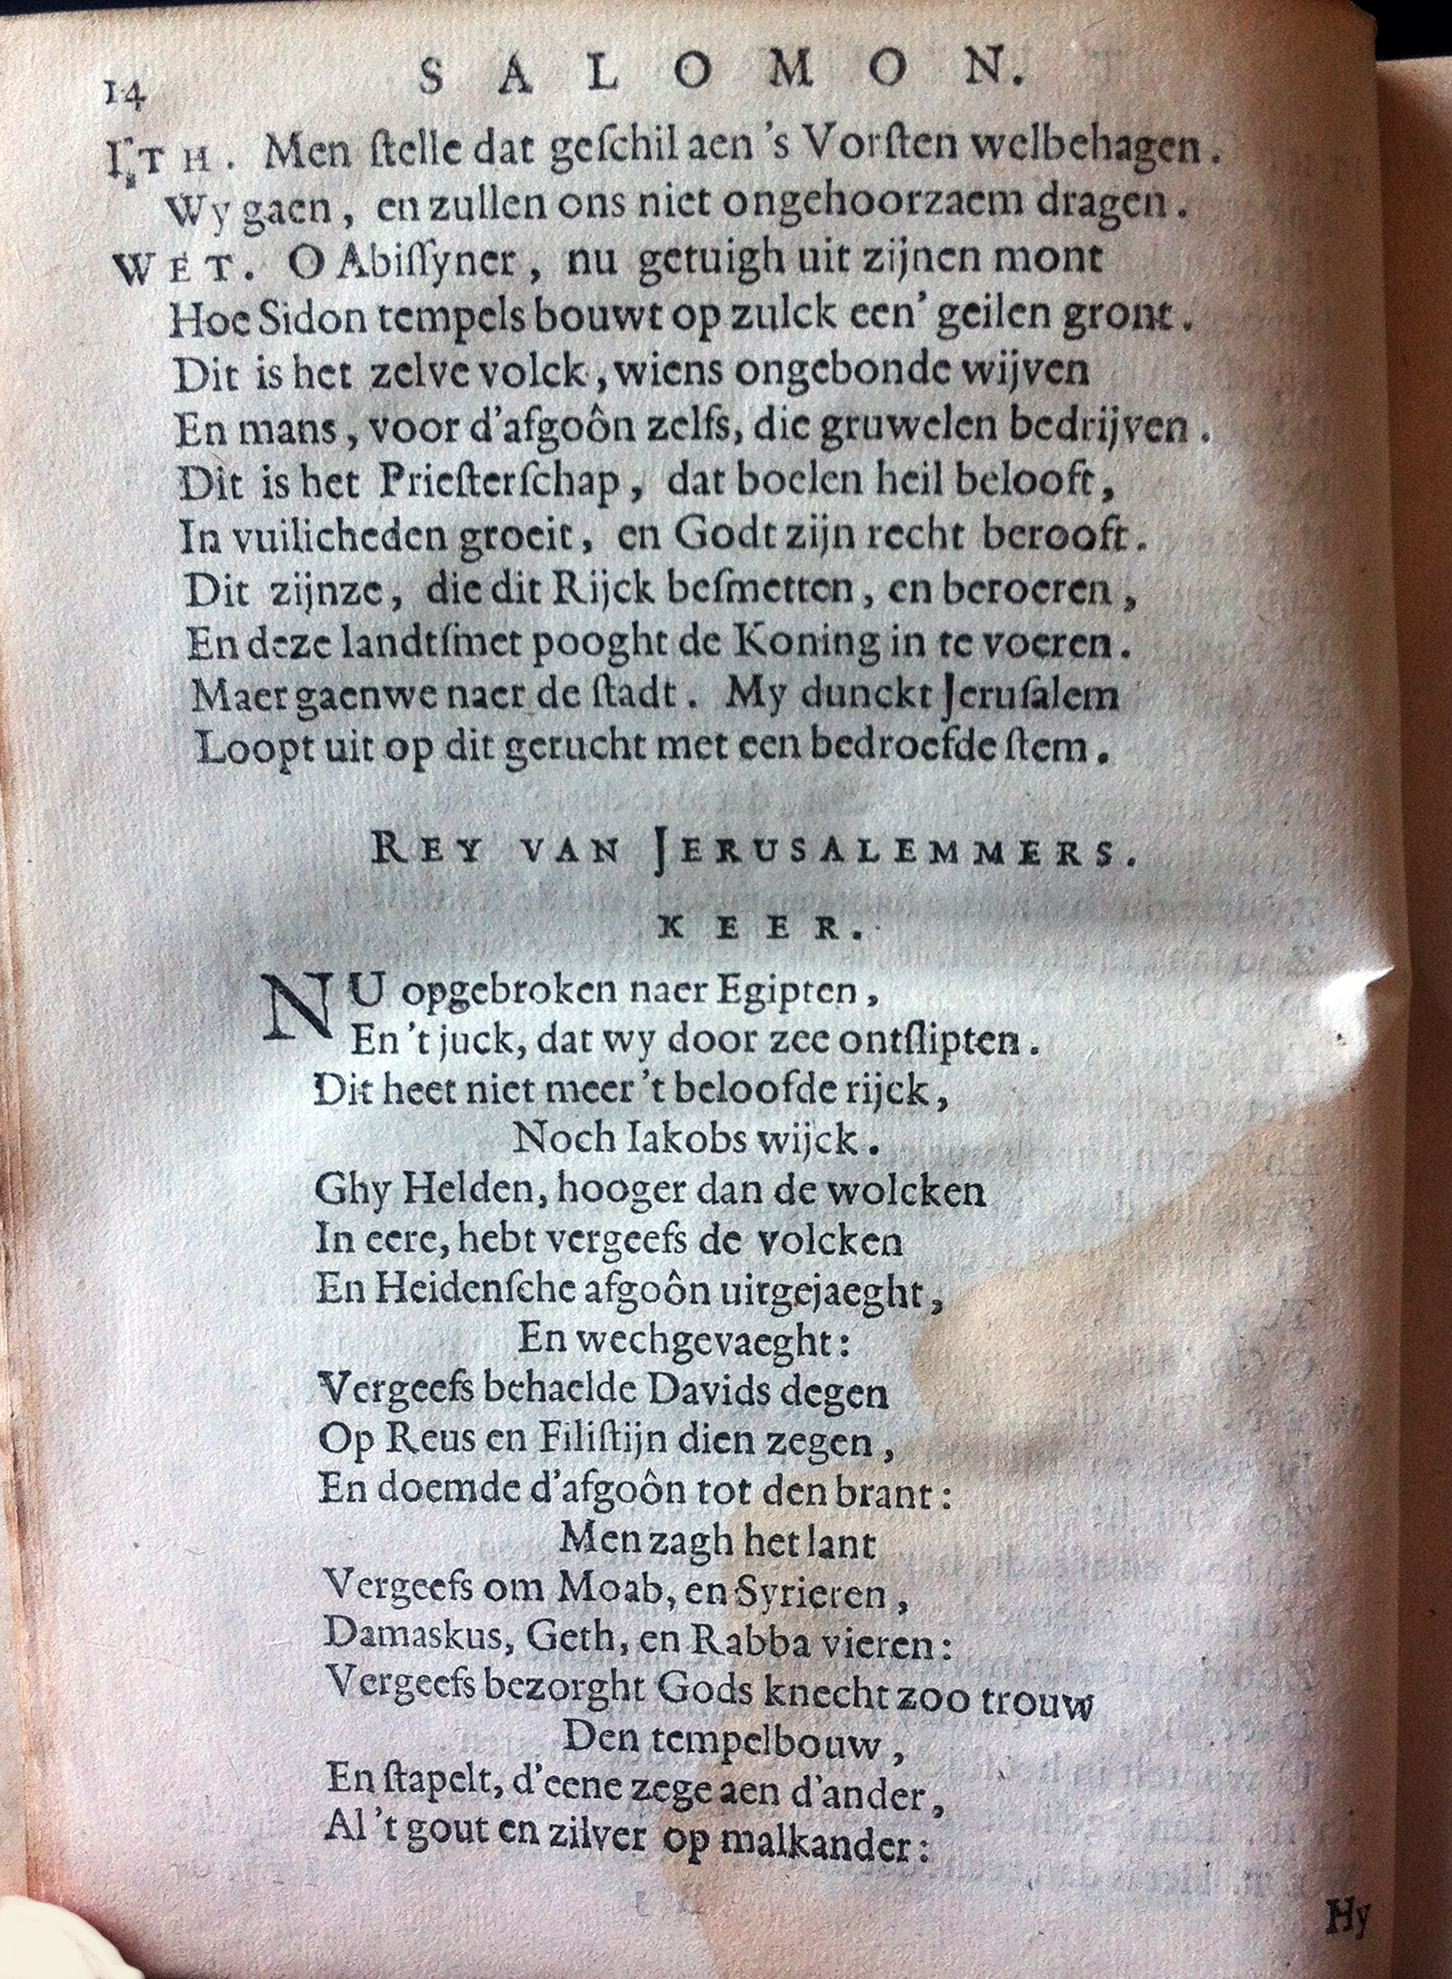 14 SALOMON.
ITH. Men ſtelle dat geſchil aen 's Vorſten welbehagen.
Wy gaen, en zullen ons niet ongehoorzaem dragen.
WET. O Abiſſyner, nu getuigh uit zijnen mont
Hoe Sidon tempels bouwt op zulck een' geilen gront.
Dit is het zelve volck, wiens ongebonde wijven
En mans, voor d'afgoôn zelfs, die gruwelen bedrijven.
Dit is het Prieſterſchap, dat boelen heil belooft,
In vuilicheden groeit, en Godt zijn recht berooft.
Dit zijnze, die dit Rijck beſmetten, en beroeren,
En deze landtſmet pooght de Koning in te voeren.
Maer gaenwe naer de ſtadt. My dunckt Jeruſalem
Loopt uit op dit gerucht met een bedroefde ſtem.
REY VAN JERUSALEMMERS.
KEER.
NU opgebroken naer Egipten,
En 't juck, dat wy door zee ontſlipten.
Dit heet niet meer 't beloofde rijck,
Noch Iakobs wijck.
Ghy Helden, hooger dan de wolcken
In eere, hebt vergeefs de volcken
En Heidenſche afgoôn uitgejaeght,
En wechgevaeght:
Vergeefs behaelde Davids degen
Op Reus en Filiſtijn dien zegen,
En doemde d'afgoôn tot den brant:
Men zagh het lant
Vergeefs om Moab, en Syrieren,
Damaskus, Geth, en Rabba vieren:
Vergeefs bezorght Gods knecht zoo trouw
Den tempelbouw,
En ſtapelt, d'eene zege aen d'ander,
Al 't gout en zilver op malkander:
Hy